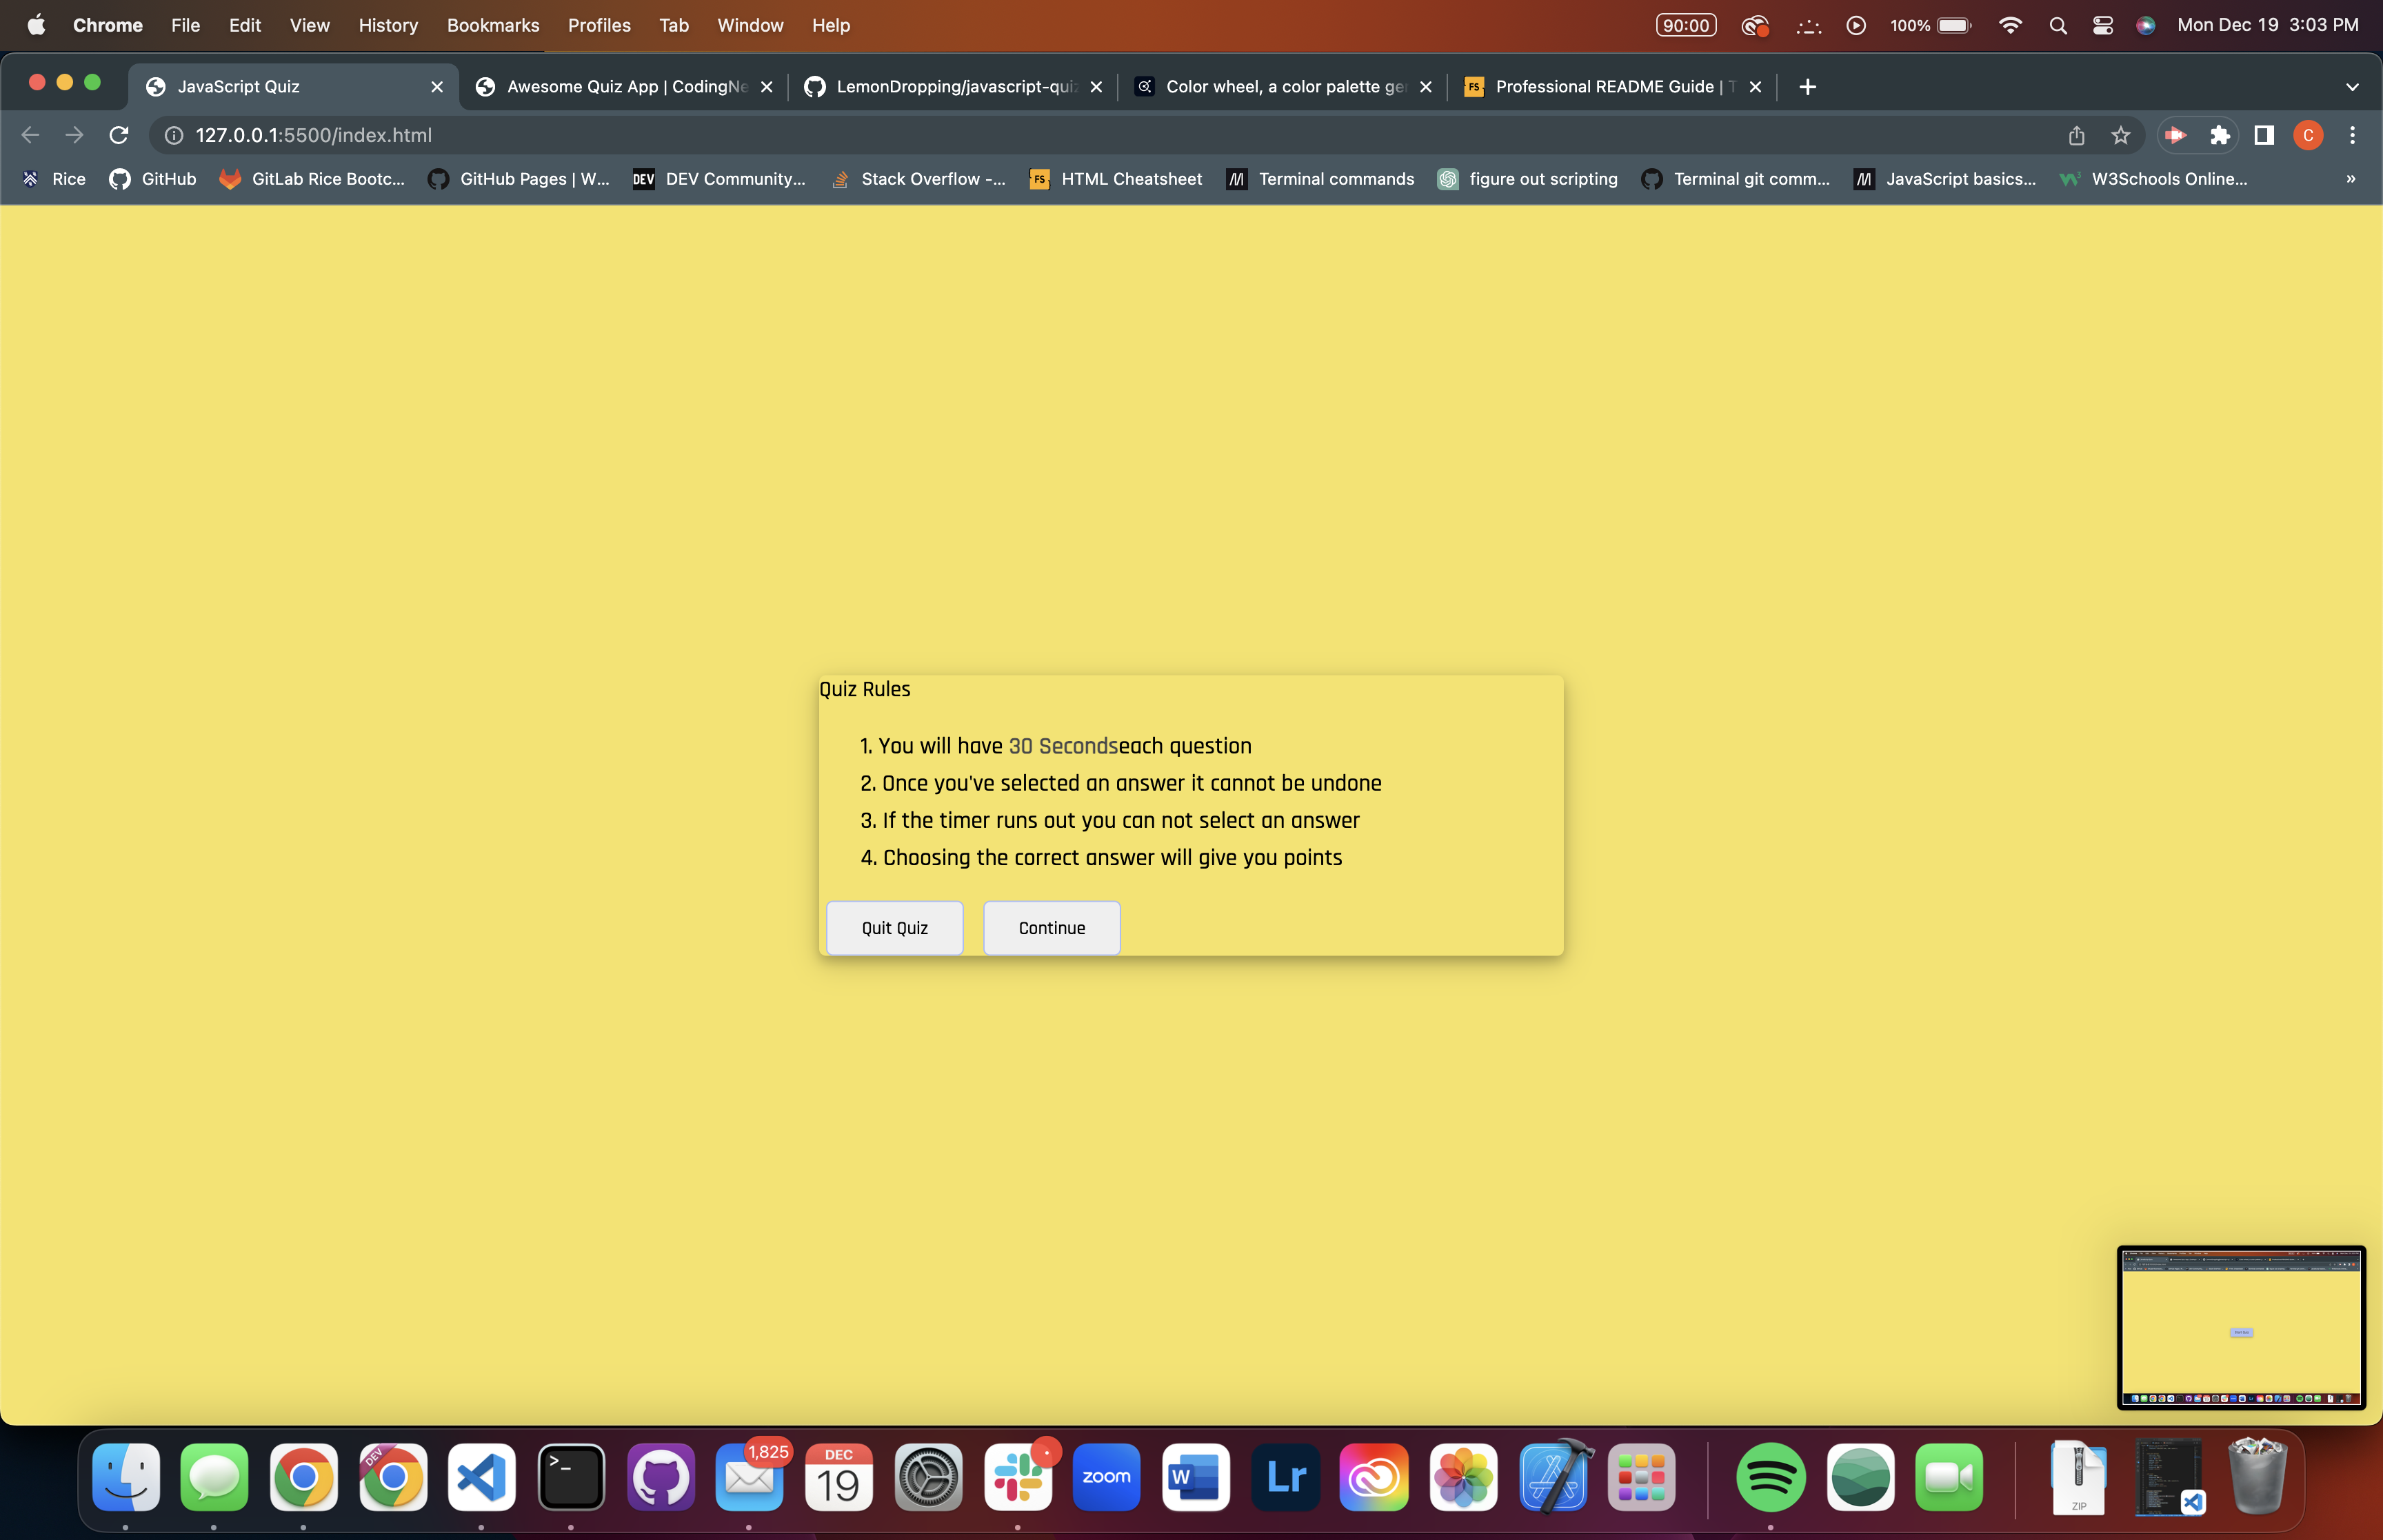 Chrome File Edit View History Bookmarks Profiles Tab Window Help 90:00 100% Mon Dec 19 3:03 PM
JavaScript Quiz Awesome Quiz App | CodingNe LemonDropping/javascript-qui Color wheel, a color palette ge FS Professional README Guide | T
127.0.0.1:5500/index.html C
Rice GitHub GitLab Rice Bootc... GitHub Pages | W... DEV DEV Community... Stack Overflow -... FS HTML Cheatsheet Terminal commands figure out scripting Terminal git comm... JavaScript basics... W3Schools Online... »
Quiz Rules
1. You will have 30 Secondseach question
2. Once you've selected an answer it cannot be undone
3. If the timer runs out you can not select an answer
4. Choosing the correct answer will give you points
Quit Quiz Continue
DEV >_ 1,825 DEC 19 zoom W Lr ZIP